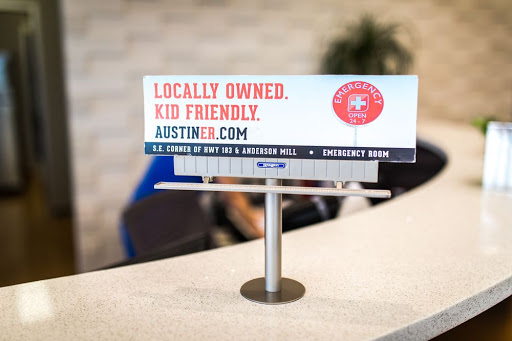 LOCALLY OWNED.
KID FRIENDLY.
AUSTINER.COM
EMERGENCY
OPEN
24 - 7
S.E. CORNER OF HWY 183 & ANDERSON MILL • EMERGENCY ROOM